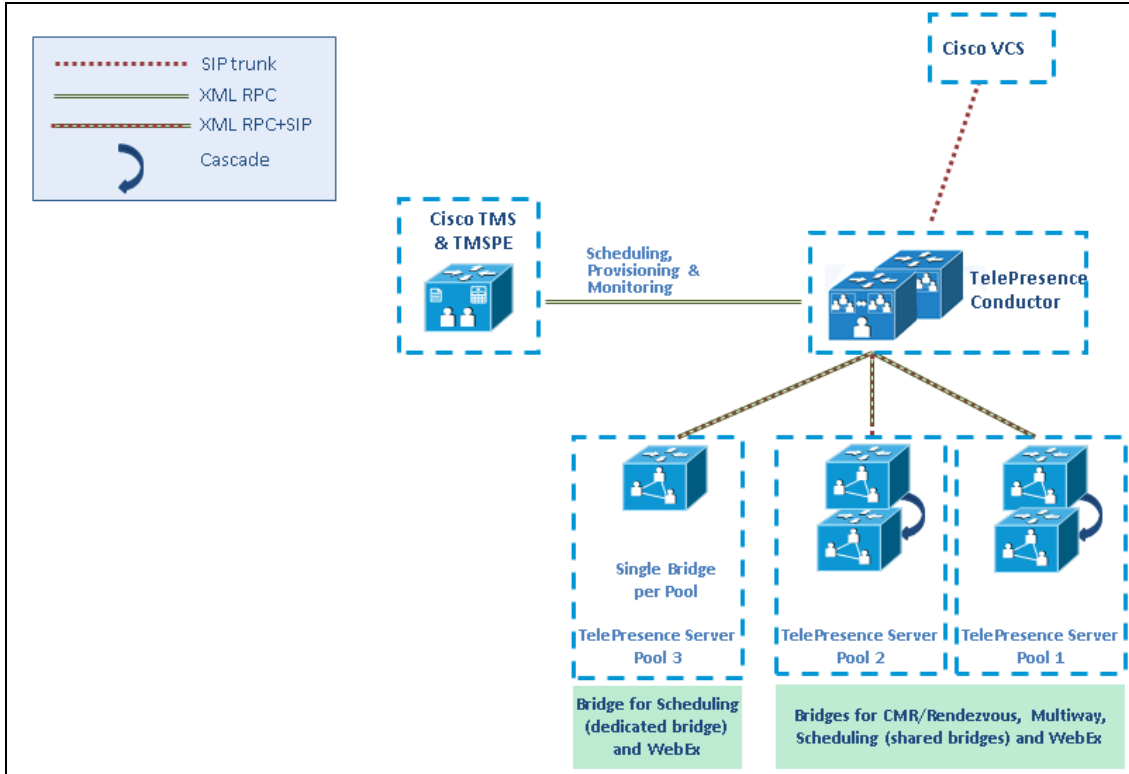 SIP trunk
XML RPC
XML RPC+SIP
Cascade
Cisco VCS
Cisco TMS
& TMSPE
Scheduling,
Provisioning &
Monitoring
TelePresence
Conductor
Single Bridge
per Pool
TelePresence Server
Pool 3
TelePresence Server
Pool 2
TelePresence Server
Pool 1
Bridge for Scheduling
(dedicated bridge)
and WebEx
Bridges for CMR/Rendezvous, Multiway,
Scheduling (shared bridges) and WebEx